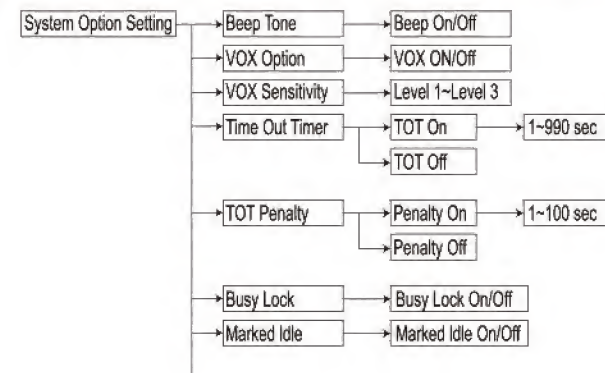 System Option Setting Beep Tone Beep On/Off
VOX Option VOX ON/Off
VOX Sensitivity Level 1~Level 3
Time Out Timer TOT On 1~990 sec
TOT Off
TOT Penalty Penalty On 1~100 sec
Penalty Off
Busy Lock Busy Lock On/Off
Marked Idle Marked Idle On/Off